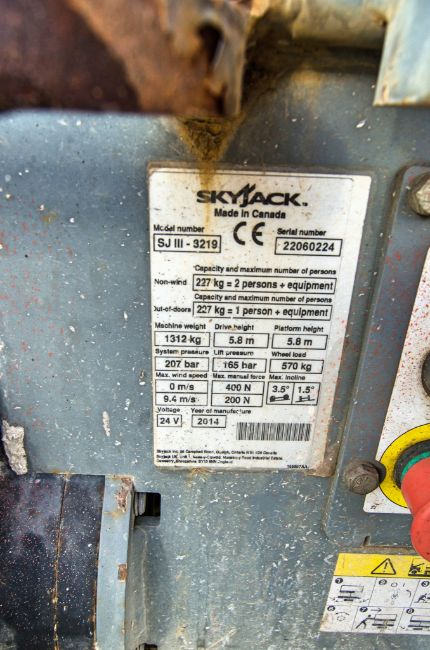 SKYJACK
Made in Canada
Model number Serial number
SJ III - 3219 CE 22060224
Capacity and maximum number of persons
Non-wind 227 kg = 2 persons + equipment
Capacity and maximum number of persons
Out-of-doors 227 kg = 1 person + equipment
Machine weight Drive height Platform height
1312 kg 5.8 m 5.8 m
System pressure Lift pressure Wheel load
207 bar 165 bar 570 kg
Max. wind speed Max. manual force Max. incline
0 m/s 400 N 3.5° 1.5°
9.4 m/s 200 N
Voltage Year of manufacture
24 V 2014